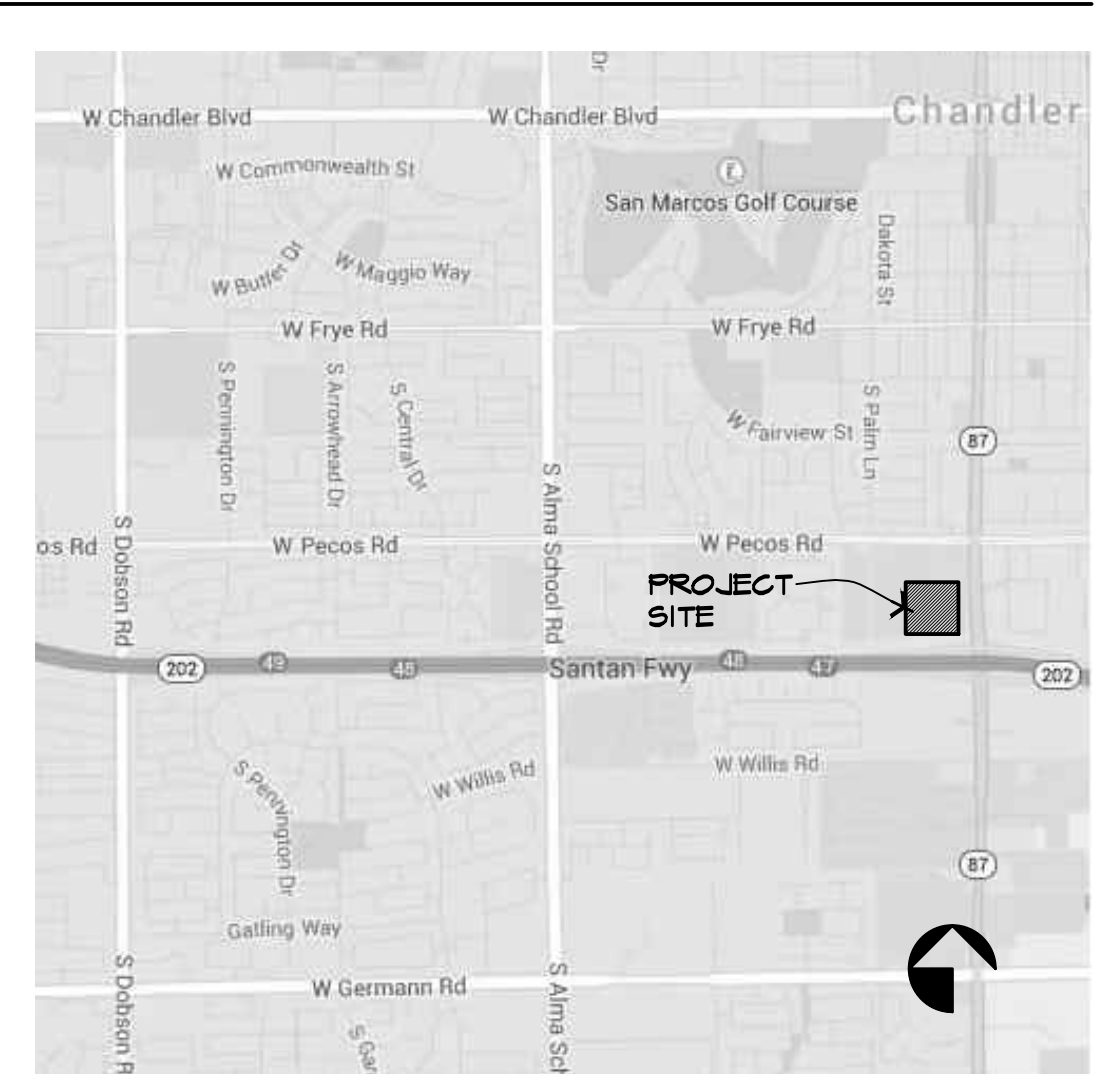 Dr
W Chandler Blvd
W Chandler Blvd
Chandler
W Commonwealth St
San Marcos Golf Course
W Butler Dr
W Maggio Way
Dakota St
W Frye Rd
W Frye Rd
S Pennington Dr
S Arrowhead Dr
S Central Dr
S Palm Ln
W Fairview St
87
S Alma School Rd
S Dobson Rd
os Rd
W Pecos Rd
W Pecos Rd
PROJECT
SITE
202
49
48
47
Santan Fwy
202
W Willis Rd
W Willis Rd
S Pennington Dr
87
Gatling Way
S Dobson R
W Germann Rd
S Alma Sch
S Gar